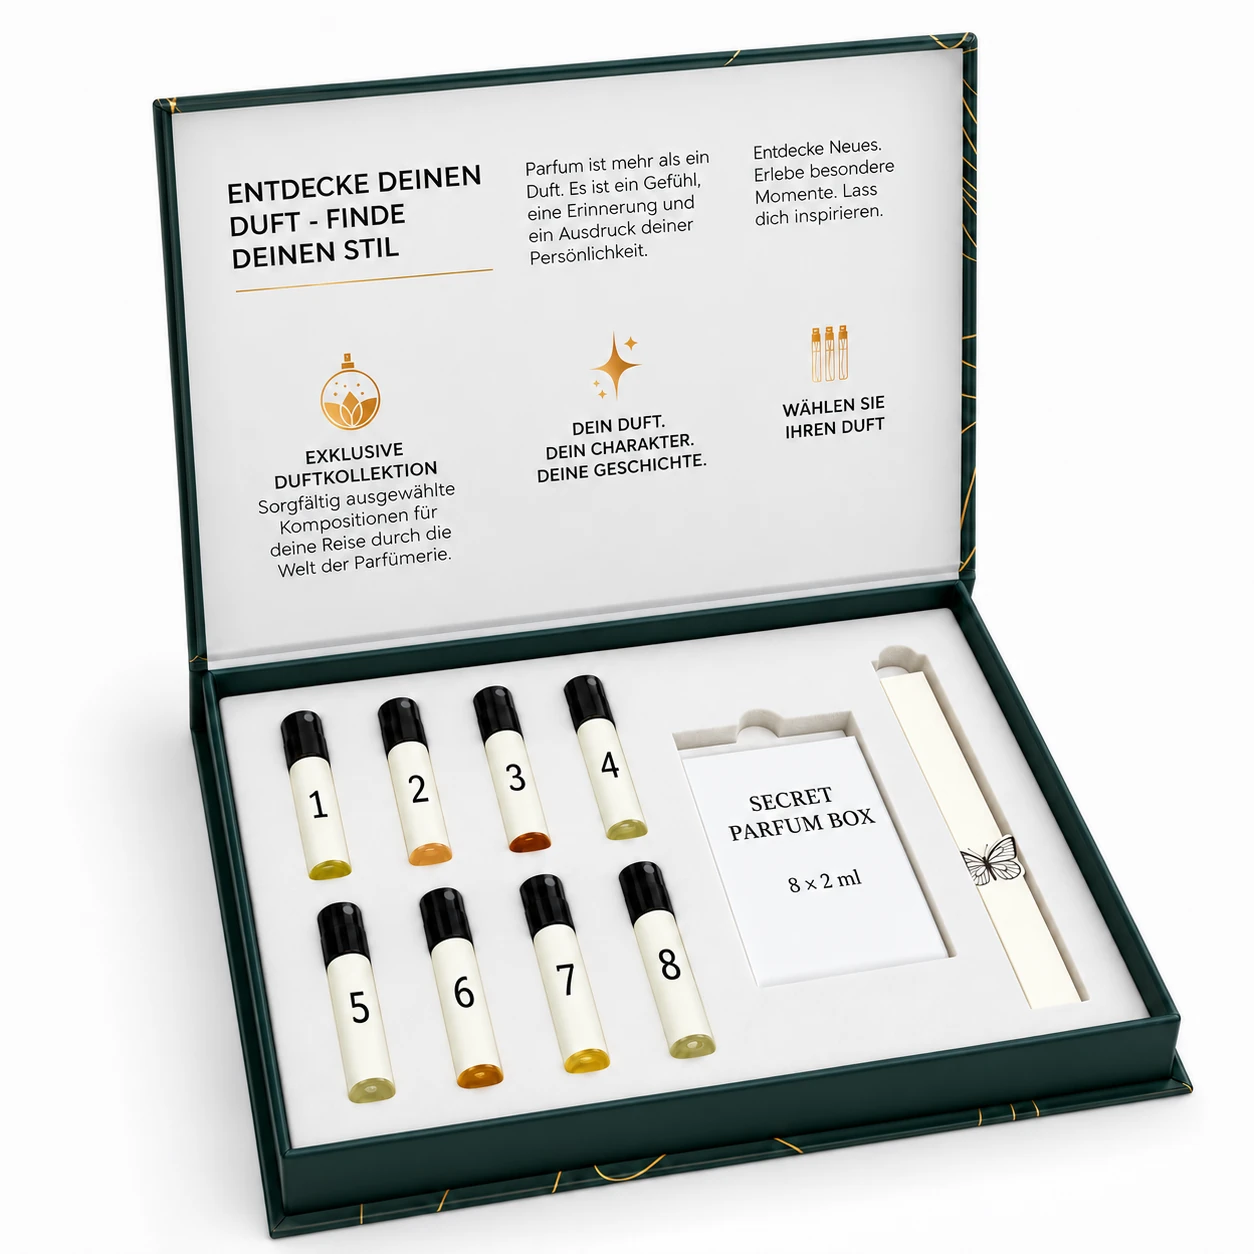 ENTDECKE DEINEN
DUFT - FINDE
DEINEN STIL
Parfum ist mehr als ein
Duft. Es ist ein Gefühl,
eine Erinnerung und
ein Ausdruck deiner
Persönlichkeit.
Entdecke Neues.
Erlebe besondere
Momente. Lass
dich inspirieren.
EXKLUSIVE
DUFTKOLLEKTION
Sorgfältig ausgewählte
Kompositionen für
deine Reise durch die
Welt der Parfümerie.
DEIN DUFT.
DEIN CHARAKTER.
DEINE GESCHICHTE.
WÄHLEN SIE
IHREN DUFT
1
2
3
4
5
6
7
8
SECRET
PARFUM BOX
8 x 2 ml